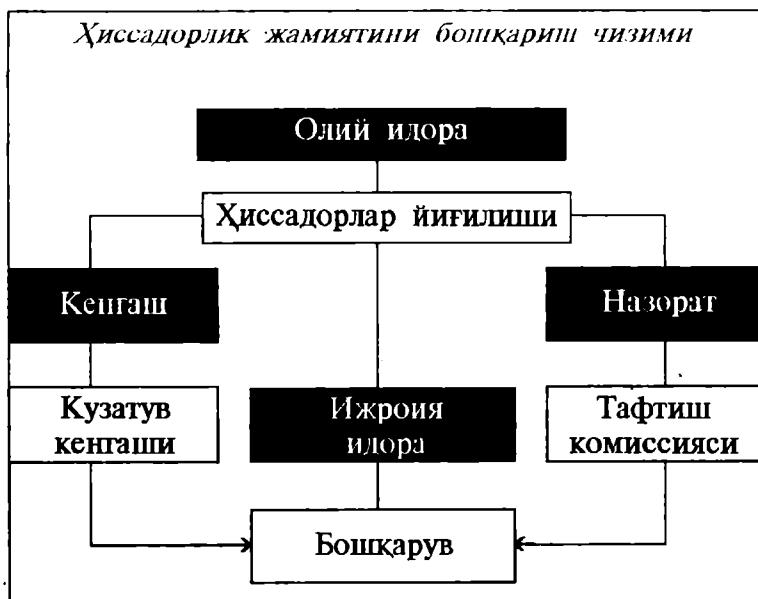 Ҳиссадорлик жамиятини бошқариш чизими
Олий идора
Ҳиссадорлар йиғилиши
Кенгаш
Назорат
Кузатув
кенгаши
Ижроия
идора
Тафтиш
комиссияси
Бошқарув